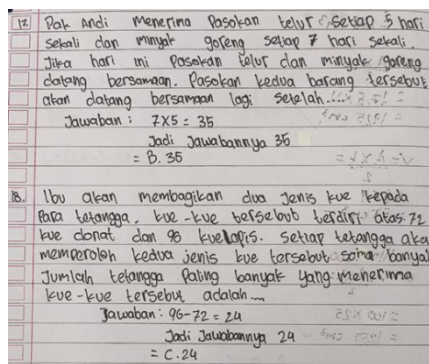 17. Pak Andi menerima Pasokan telur setiap 5 hari
sekali dan minyak goreng setiap 7 hari sekali.
Jika hari ini Pasokan telur dan minyak goreng
datang bersamaan. Pasokan kedua barang tersebut
akan datang bersamaan lagi setelah....
Jawaban : 7x5 = 35
Jadi Jawabannya 35
= B. 35
18. Ibu akan membagikan dua Jenis kue kepada
Para tetangga, kue-kue tersebut terdiri atas 72
kue donat dan 96 kue lapis. Setiap tetangga aka
memperoleh kedua jenis kue tersebut sama banyak
Jumlah tetangga Paling banyak yang menerima
kue-kue tersebut adalah....
Jawaban : 96-72 = 24
Jadi Jawabannya 24
= C. 24